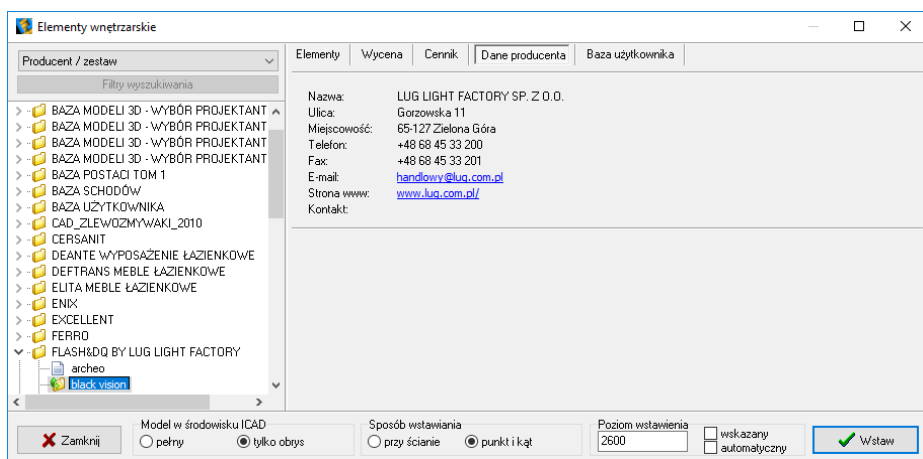 Elementy wnętrzarskie
Producent / zestaw
Filtry wyszukiwania
BAZA MODELI 3D - WYBÓR PROJEKTANT
BAZA MODELI 3D - WYBÓR PROJEKTANT
BAZA MODELI 3D - WYBÓR PROJEKTANT
BAZA MODELI 3D - WYBÓR PROJEKTANT
BAZA POSTACI TOM 1
BAZA SCHODÓW
BAZA UŻYTKOWNIKA
CAD_ZLEWOZMYWAKI_2010
CERSANIT
DEANTE WYPOSAŻENIE ŁAZIENKOWE
DEFTRANS MEBLE ŁAZIENKOWE
ELITA MEBLE ŁAZIENKOWE
ENIX
EXCELLENT
FERRO
FLASH&DQ BY LUG LIGHT FACTORY
archeo
black vision
Elementy Wycena Cennik Dane producenta Baza użytkownika
Nazwa: LUG LIGHT FACTORY SP. Z O.O.
Ulica: Gorzowska 11
Miejscowość: 65-127 Zielona Góra
Telefon: +48 68 45 33 200
Fax: +48 68 45 33 201
E-mail: handlowy@lug.com.pl
Strona www: www.lug.com.pl/
Kontakt:
Zamknij
Model w środowisku ICAD
pełny tylko obrys
Sposób wstawiania
przy ścianie punkt i kąt
Poziom wstawienia
2600
wskazany
automatyczny
Wstaw